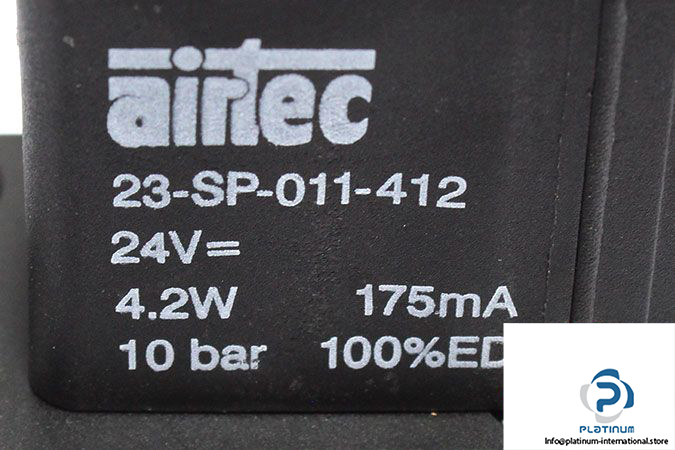 airtec
23-SP-011-412
24V=
4.2W 175mA
10 bar 100%ED
PLATINUM
Info@platinum-international.store